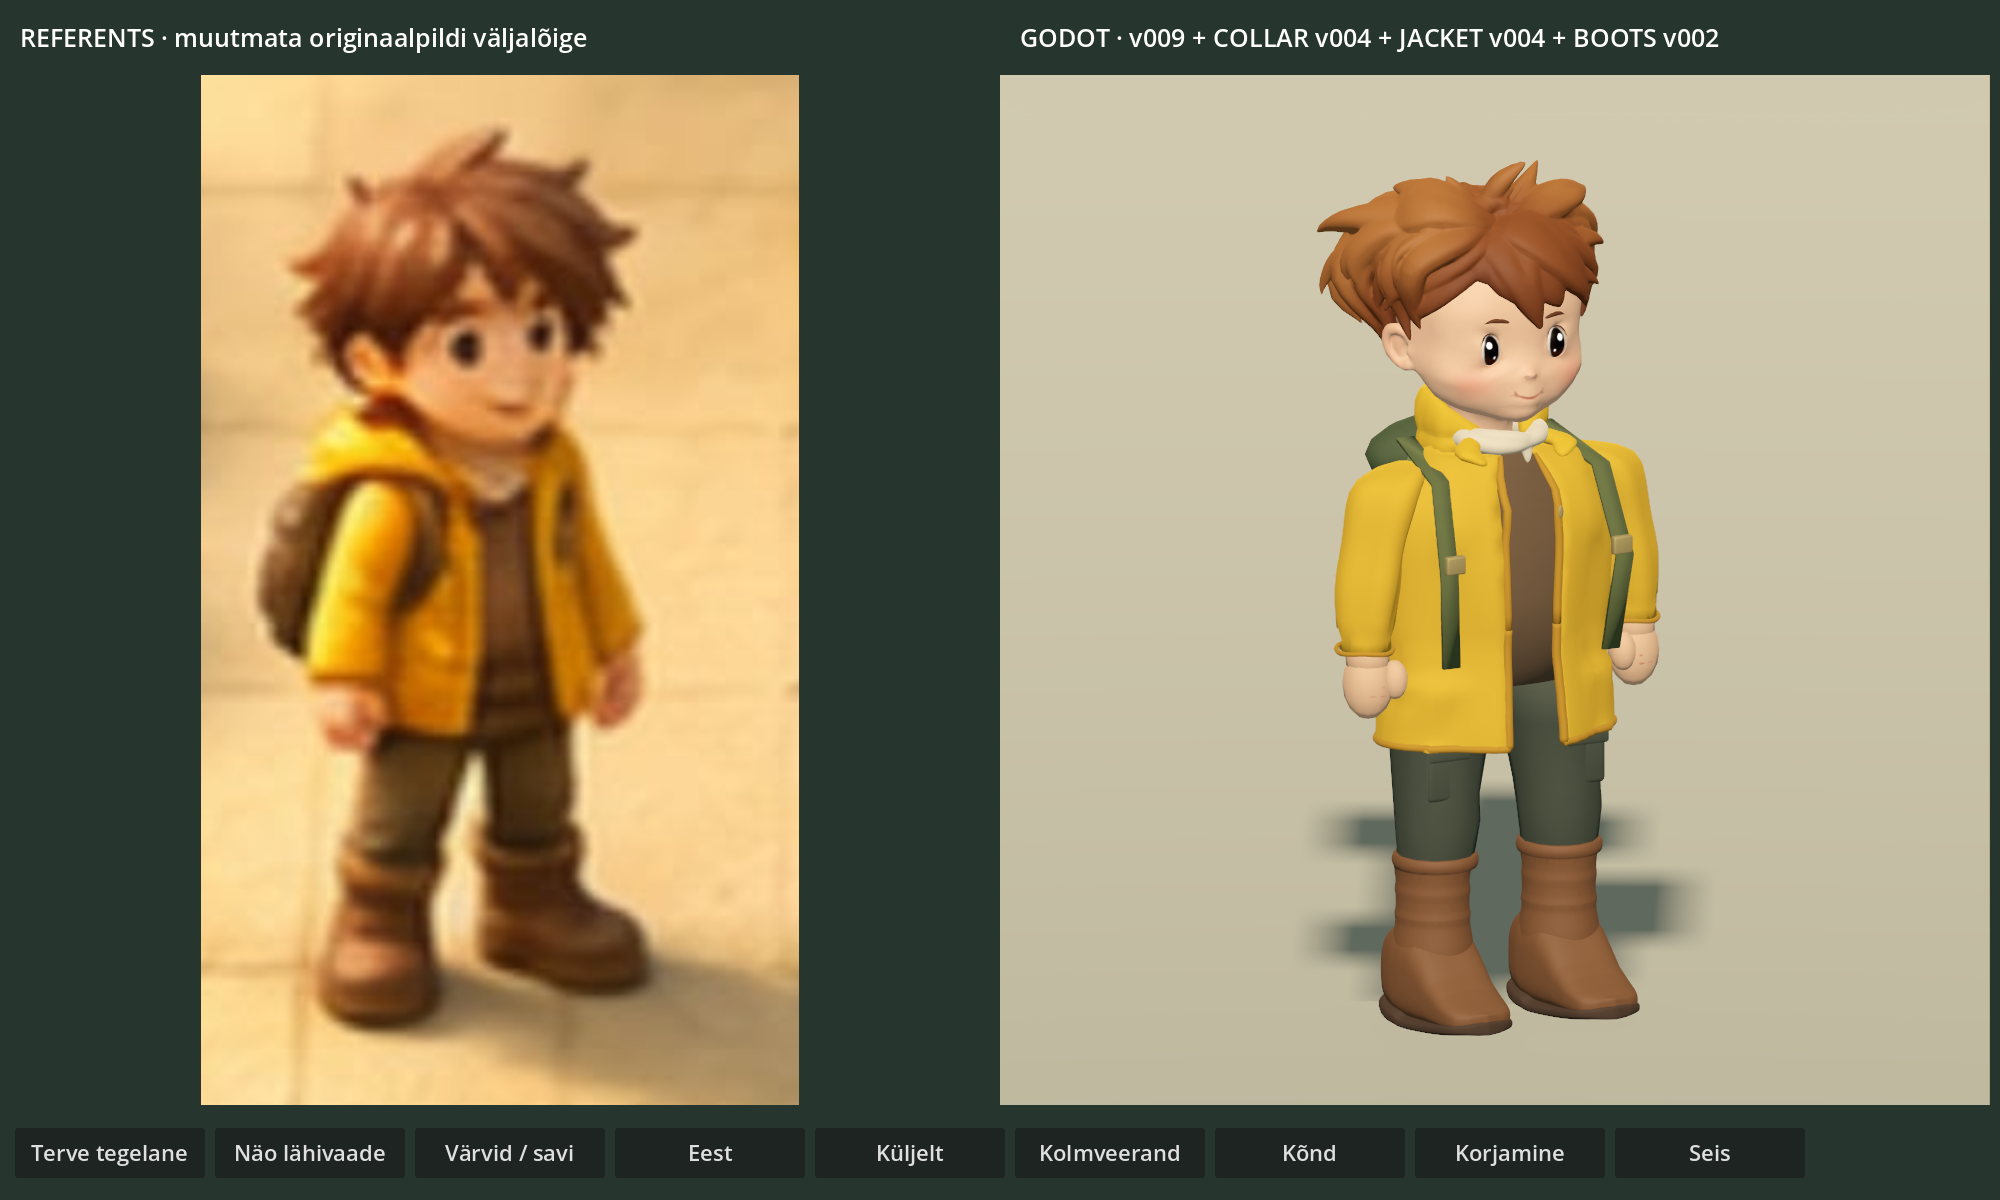 REFERENTS · muutmata originaalpildi väljalõige
GODOT · v009 + COLLAR v004 + JACKET v004 + BOOTS v002
Terve tegelane
Näo lähivaade
Värvid / savi
Eest
Küljelt
Kolmveerand
Kõnd
Korjamine
Seis